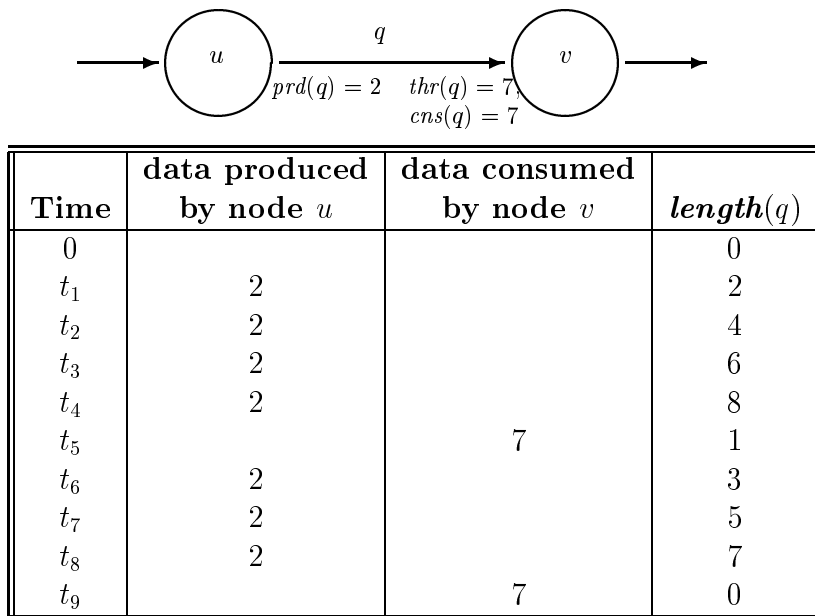 q
u
v
prd(q) = 2 thr(q) = 7,
cns(q) = 7
data produced data consumed
Time by node u by node v length(q)
0 0
t₁ 2 2
t₂ 2 4
t₃ 2 6
t₄ 2 8
t₅ 7 1
t₆ 2 3
t₇ 2 5
t₈ 2 7
t₉ 7 0